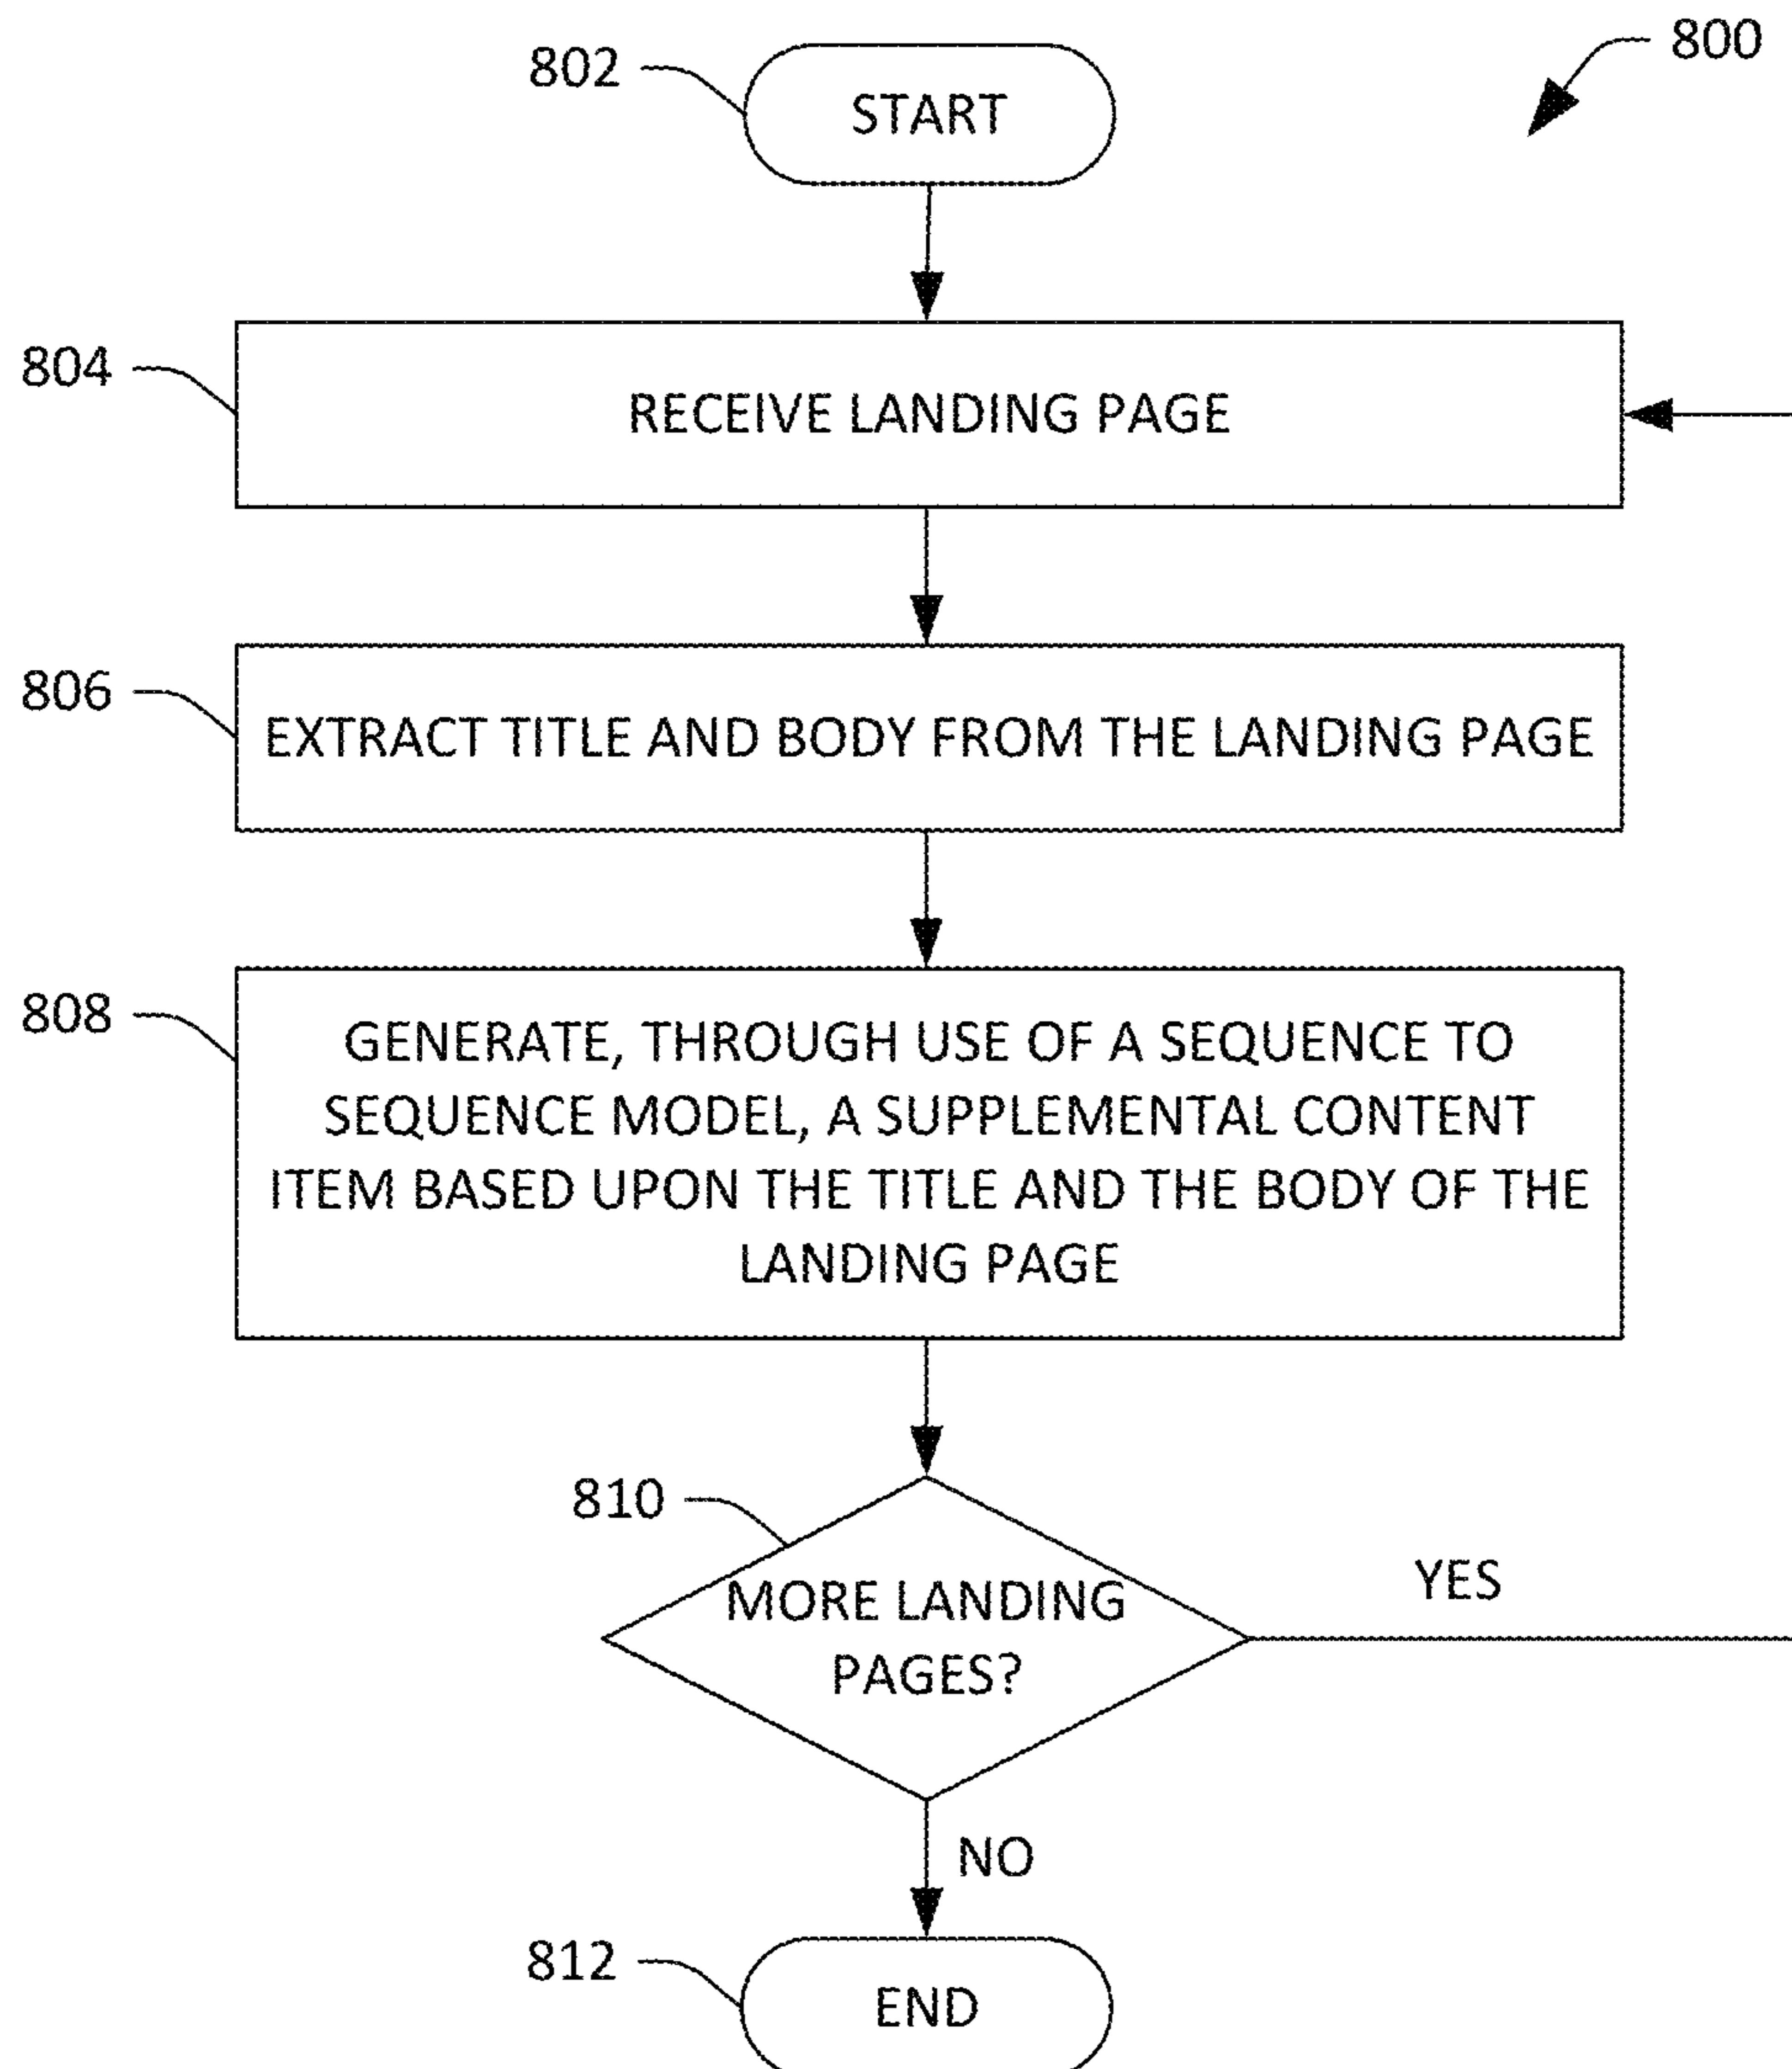 800
802
START
804
RECEIVE LANDING PAGE
806
EXTRACT TITLE AND BODY FROM THE LANDING PAGE
808
GENERATE, THROUGH USE OF A SEQUENCE TO
SEQUENCE MODEL, A SUPPLEMENTAL CONTENT
ITEM BASED UPON THE TITLE AND THE BODY OF THE
LANDING PAGE
810
MORE LANDING
PAGES?
YES
NO
812
END